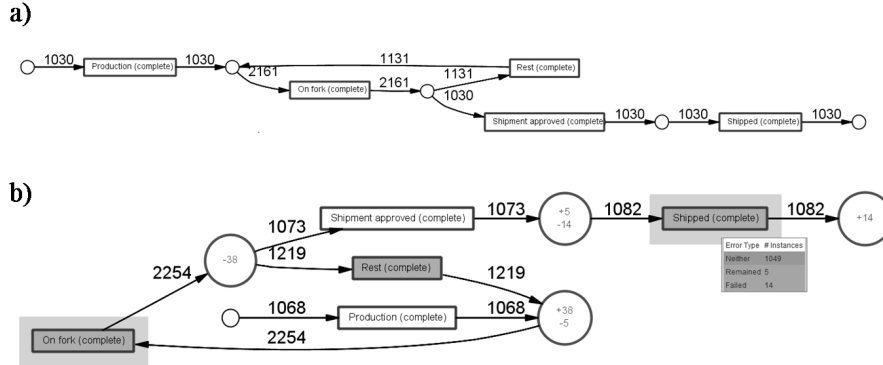 a)
1030
Production (complete)
1030
2161
1131
Rest (complete)
On fork (complete)
2161
1131
1030
Shipment approved (complete)
1030
1030
Shipped (complete)
1030
b)
1073
Shipment approved (complete)
1073
+5
-14
1082
Shipped (complete)
1082
+14
Error Type # Instances
Neither 1049
Remained 5
Failed 14
-38
1219
Rest (complete)
1219
2254
1068
Production (complete)
1068
+38
-5
2254
On fork (complete)